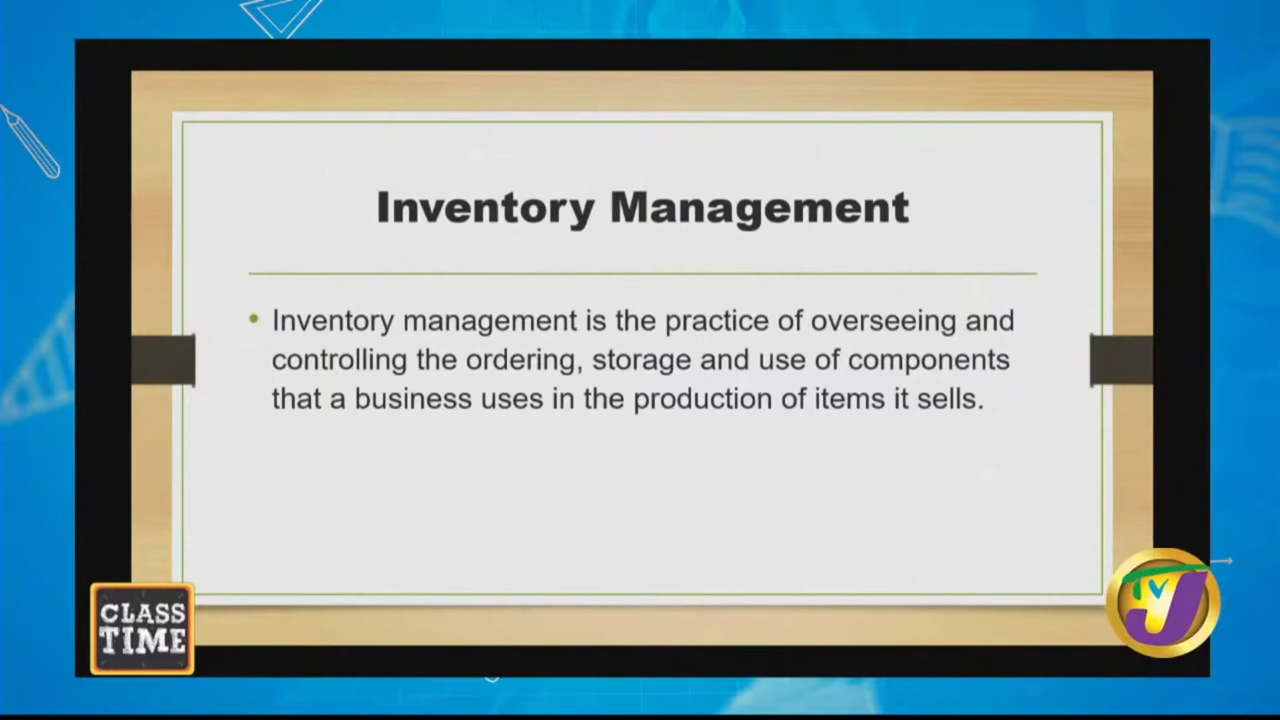 Inventory Management
• Inventory management is the practice of overseeing and
controlling the ordering, storage and use of components
that a business uses in the production of items it sells.
CLASS
TIME
TVJ